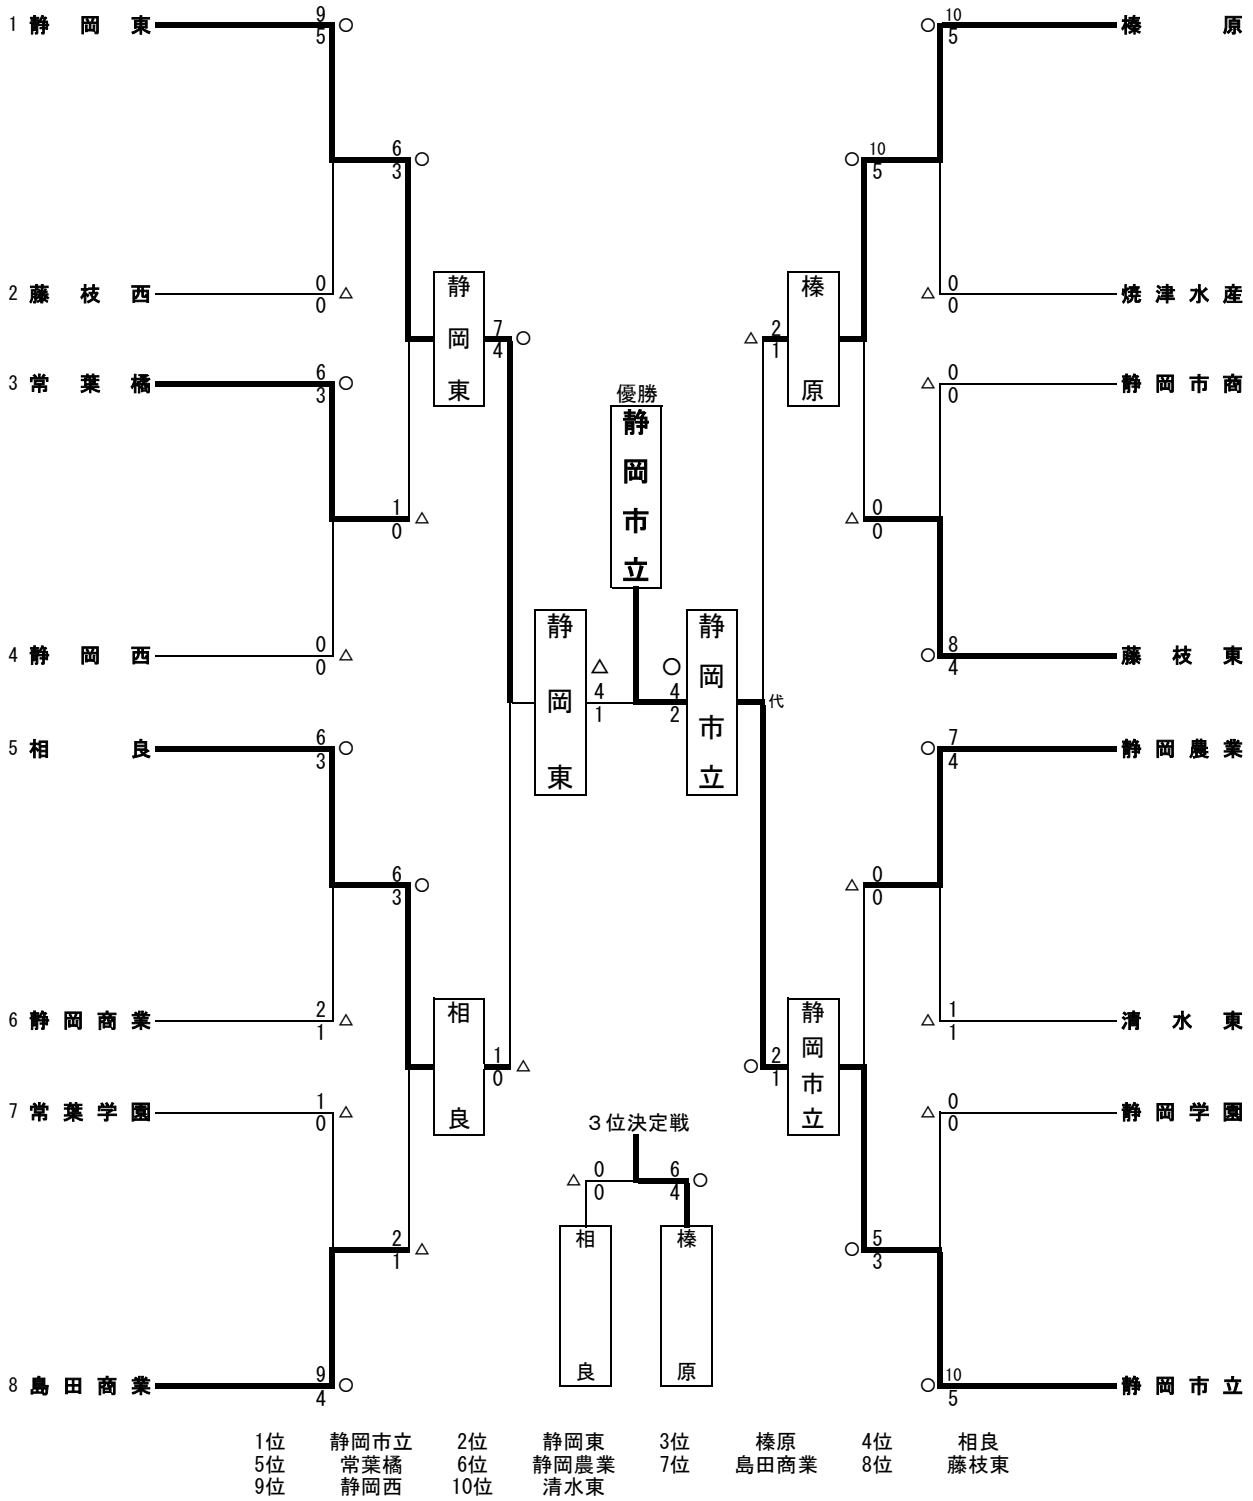 1 静岡東 9 5 ○
○ 10 5 榛原
6 3 ○
○ 10 5
2 藤枝西 0 0 △
△ 0 0 焼津水産
静岡東 7 4 ○
△ 2 1 榛原
3 常葉橘 6 3 ○
△ 0 0 静岡市商
優勝
静岡市立
1 0 △
△ 0 0
4 静岡西 0 0 △
○ 8 4 藤枝東
静岡東 △ 4 1
○ 4 2 静岡市立 代
5 相良 6 3 ○
○ 7 4 静岡農業
6 3 ○
△ 0 0
6 静岡商業 2 1 △
△ 1 1 清水東
相良 1 0 △
○ 2 1 静岡市立
7 常葉学園 1 0 △
△ 0 0 静岡学園
3位決定戦
△ 0 0 6 4 ○
相良 榛原
2 1 △
○ 5 3
8 島田商業 9 4 ○
○ 10 5 静岡市立
1位 静岡市立 2位 静岡東 3位 榛原 4位 相良
5位 常葉橘 6位 静岡農業 7位 島田商業 8位 藤枝東
9位 静岡西 10位 清水東